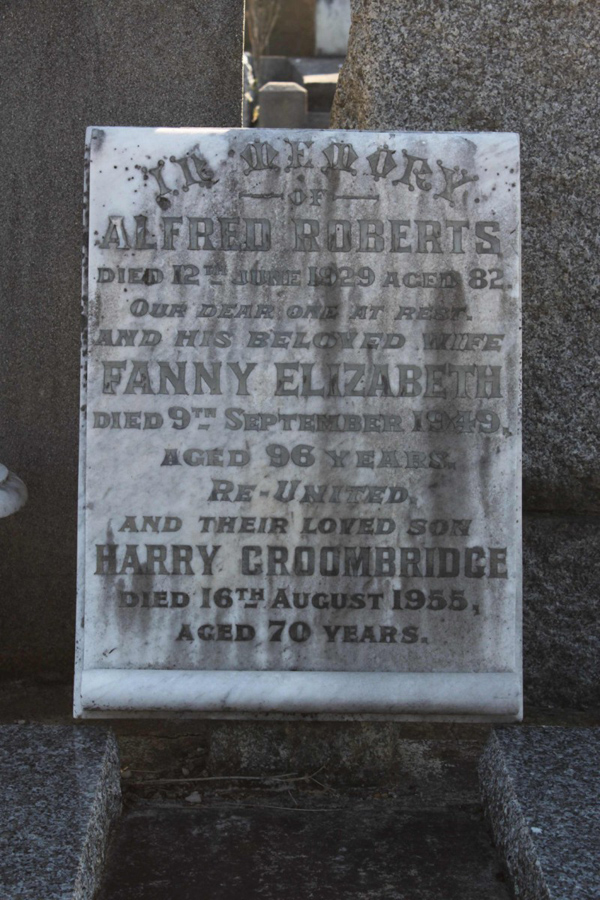 IN MEMORY
OF
ALFRED ROBERTS
DIED 12TH JUNE 1929 AGED 82.
OUR DEAR ONE AT REST.
AND HIS BELOVED WIFE
FANNY ELIZABETH
DIED 9TH SEPTEMBER 1949,
AGED 96 YEARS.
RE-UNITED.
AND THEIR LOVED SON
HARRY GROOMBRIDGE
DIED 16TH AUGUST 1955,
AGED 70 YEARS.